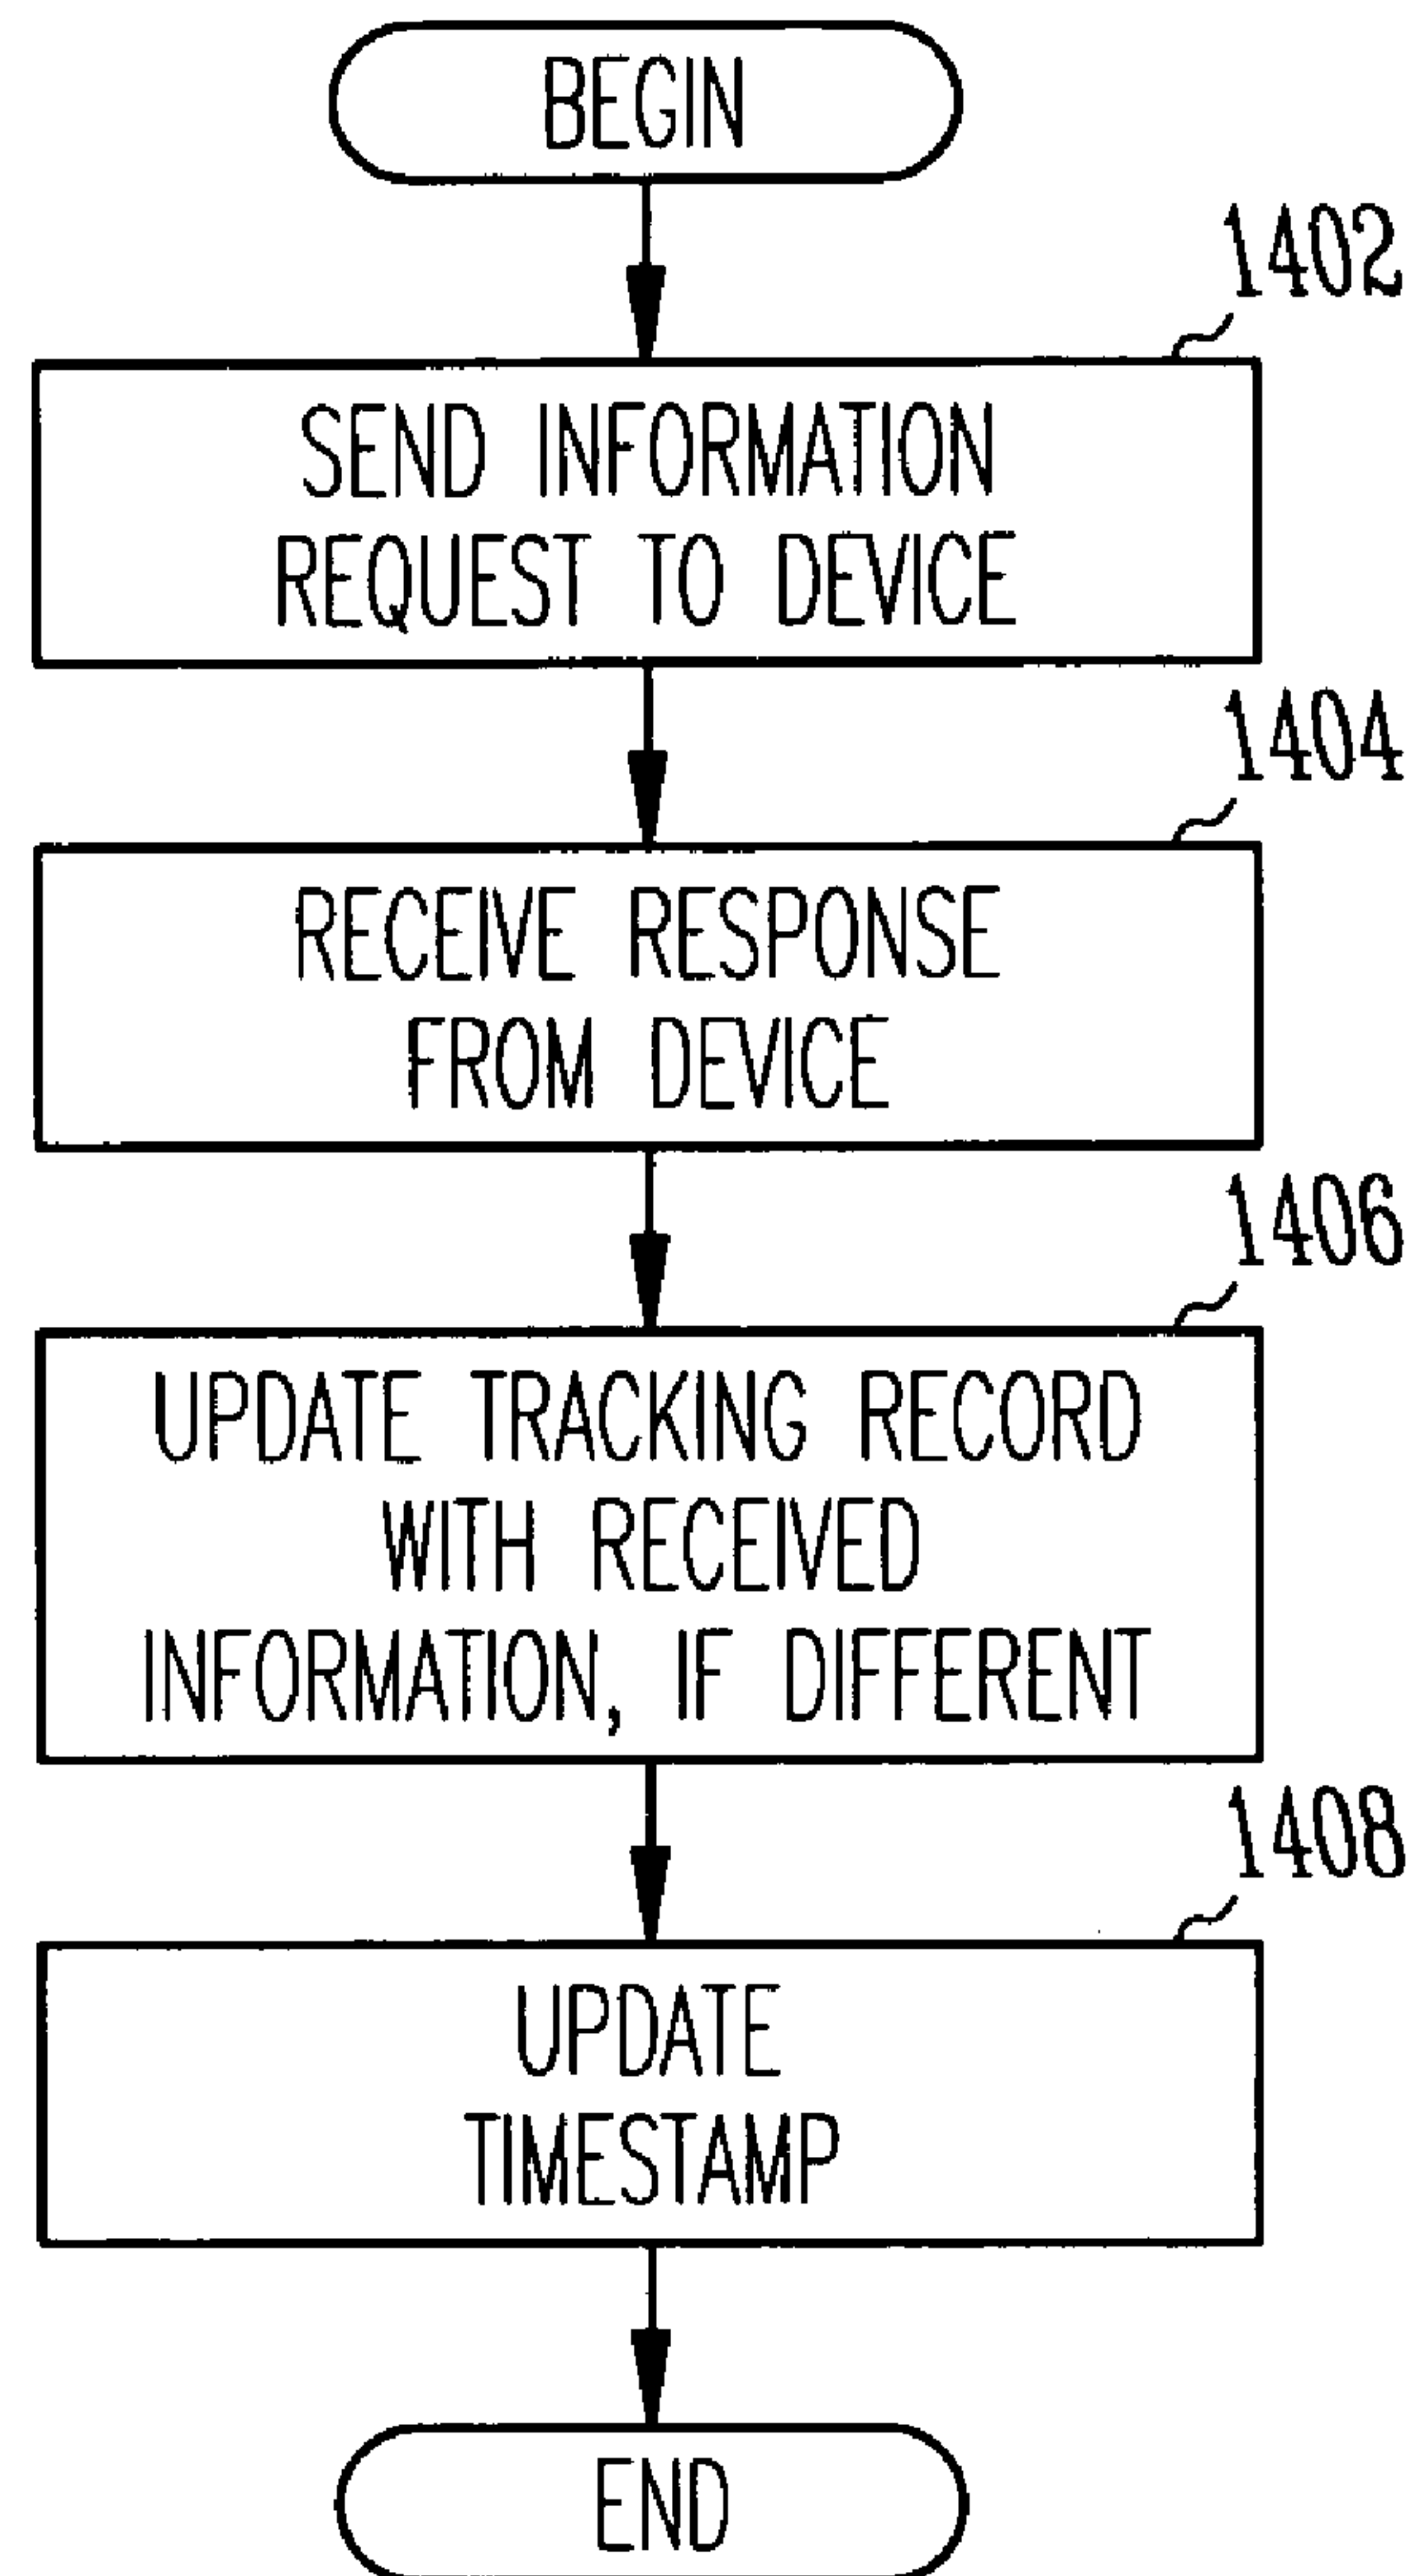 BEGIN
1402
SEND INFORMATION
REQUEST TO DEVICE
1404
RECEIVE RESPONSE
FROM DEVICE
1406
UPDATE TRACKING RECORD
WITH RECEIVED
INFORMATION, IF DIFFERENT
1408
UPDATE
TIMESTAMP
END